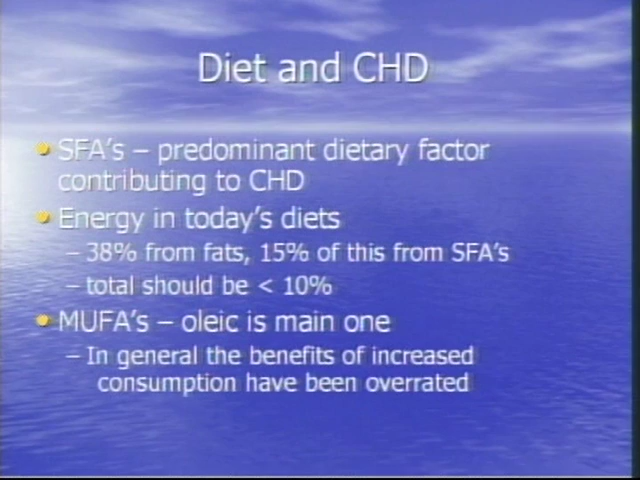 Diet and CHD
SFA's – predominant dietary factor
contributing to CHD
Energy in today's diets
– 38% from fats, 15% of this from SFA's
– total should be < 10%
MUFA's – oleic is main one
– In general the benefits of increased
consumption have been overrated